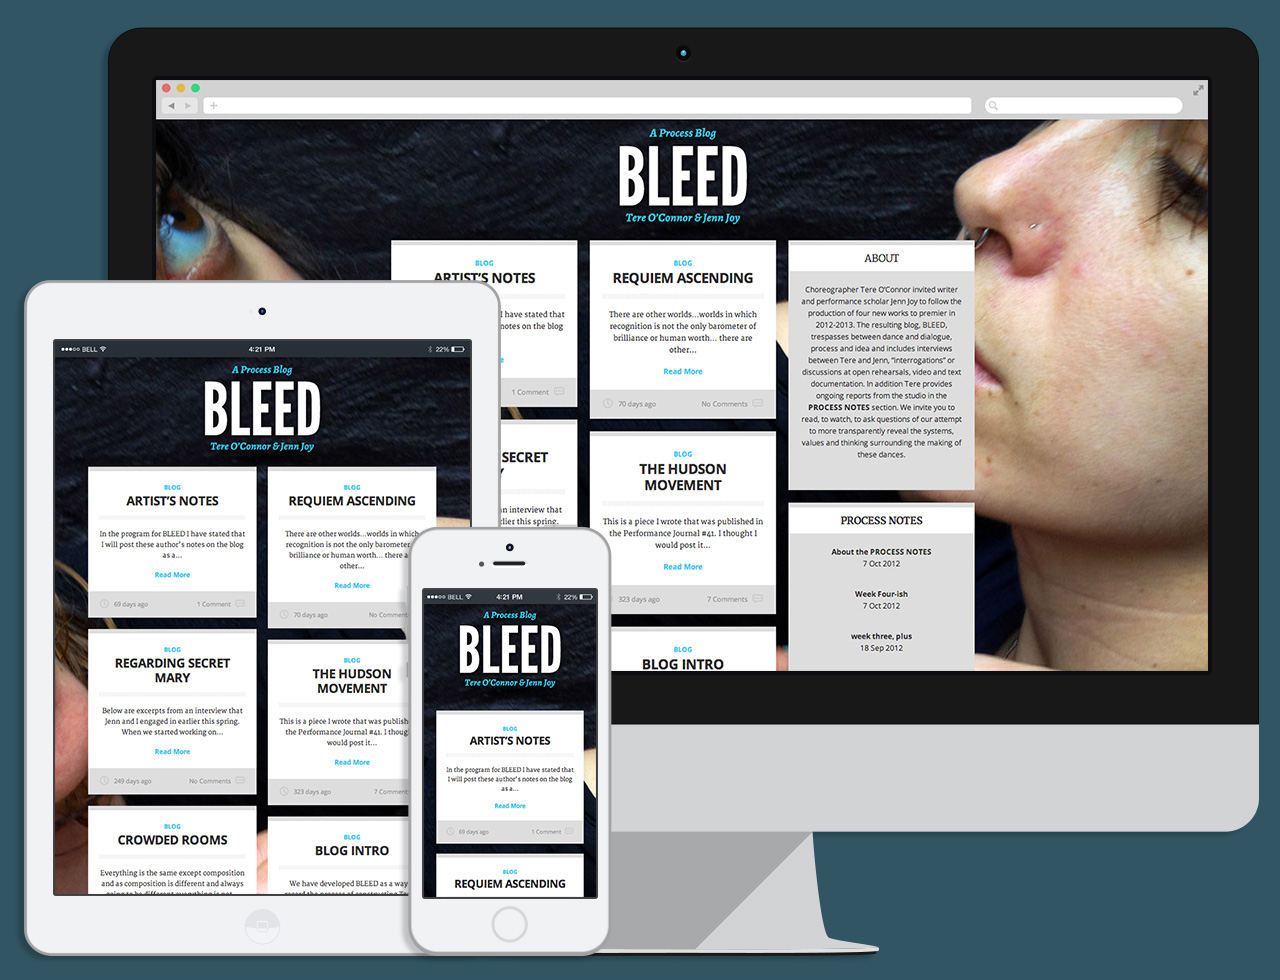 A Process Blog
BLEED
Tere O'Connor & Jenn Joy
BLOG
ARTIST'S NOTES
I have stated that
notes on the blog
1 Comment
SECRET
an interview that
earlier this spring.
BLOG
REQUIEM ASCENDING
There are other worlds...worlds in which
recognition is not the only barometer of
brilliance or human worth... there are
other...
Read More
70 days ago No Comments
BLOG
THE HUDSON
MOVEMENT
This is a piece I wrote that was published in
the Performance Journal #41. I thought I
would post it...
Read More
323 days ago 7 Comments
BLOG
BLOG INTRO
ABOUT
Choreographer Tere O'Connor invited writer
and performance scholar Jenn Joy to follow the
production of four new works to premier in
2012-2013. The resulting blog, BLEED,
trespasses between dance and dialogue,
process and idea and includes interviews
between Tere and Jenn, "interrogations" or
discussions at open rehearsals, video and text
documentation. In addition Tere provides
ongoing reports from the studio in the
PROCESS NOTES section. We invite you to
read, to watch, to ask questions of our attempt
to more transparently reveal the systems,
values and thinking surrounding the making of
these dances.
PROCESS NOTES
About the PROCESS NOTES
7 Oct 2012
Week Four-ish
7 Oct 2012
week three, plus
18 Sep 2012
BELL 4:21 PM 22%
A Process Blog
BLEED
Tere O'Connor & Jenn Joy
BLOG
ARTIST'S NOTES
In the program for BLEED I have stated that
I will post these author's notes on the blog
as a...
Read More
69 days ago 1 Comment
BLOG
REGARDING SECRET
MARY
Below are excerpts from an interview that
Jenn and I engaged in earlier this spring.
When we started working on...
Read More
249 days ago No Comments
BLOG
CROWDED ROOMS
Everything is the same except composition
and as composition is different and always
going to be different everything is not
BLOG
REQUIEM ASCENDING
There are other worlds...worlds in which
recognition is not the only barometer of
brilliance or human worth... there a
other...
Read More
70 days ago No Commen
BLOG
THE HUDSON
MOVEMENT
This is a piece I wrote that was publish
the Performance Journal #41. I though
would post it...
Read More
323 days ago 7 Commen
BLOG
BLOG INTRO
We have developed BLEED as a way
record the process of constructing
BELL 4:21 PM 22%
A Process Blog
BLEED
Tere O'Connor & Jenn Joy
BLOG
ARTIST'S NOTES
In the program for BLEED I have stated that
I will post these author's notes on the blog
as a...
Read More
69 days ago 1 Comment
BLOG
REQUIEM ASCENDING